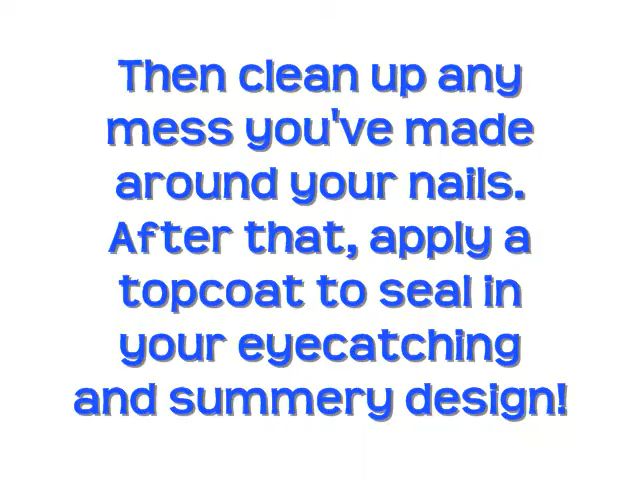 Then clean up any
mess you've made
around your nails.
After that, apply a
topcoat to seal in
your eyecatching
and summery design!